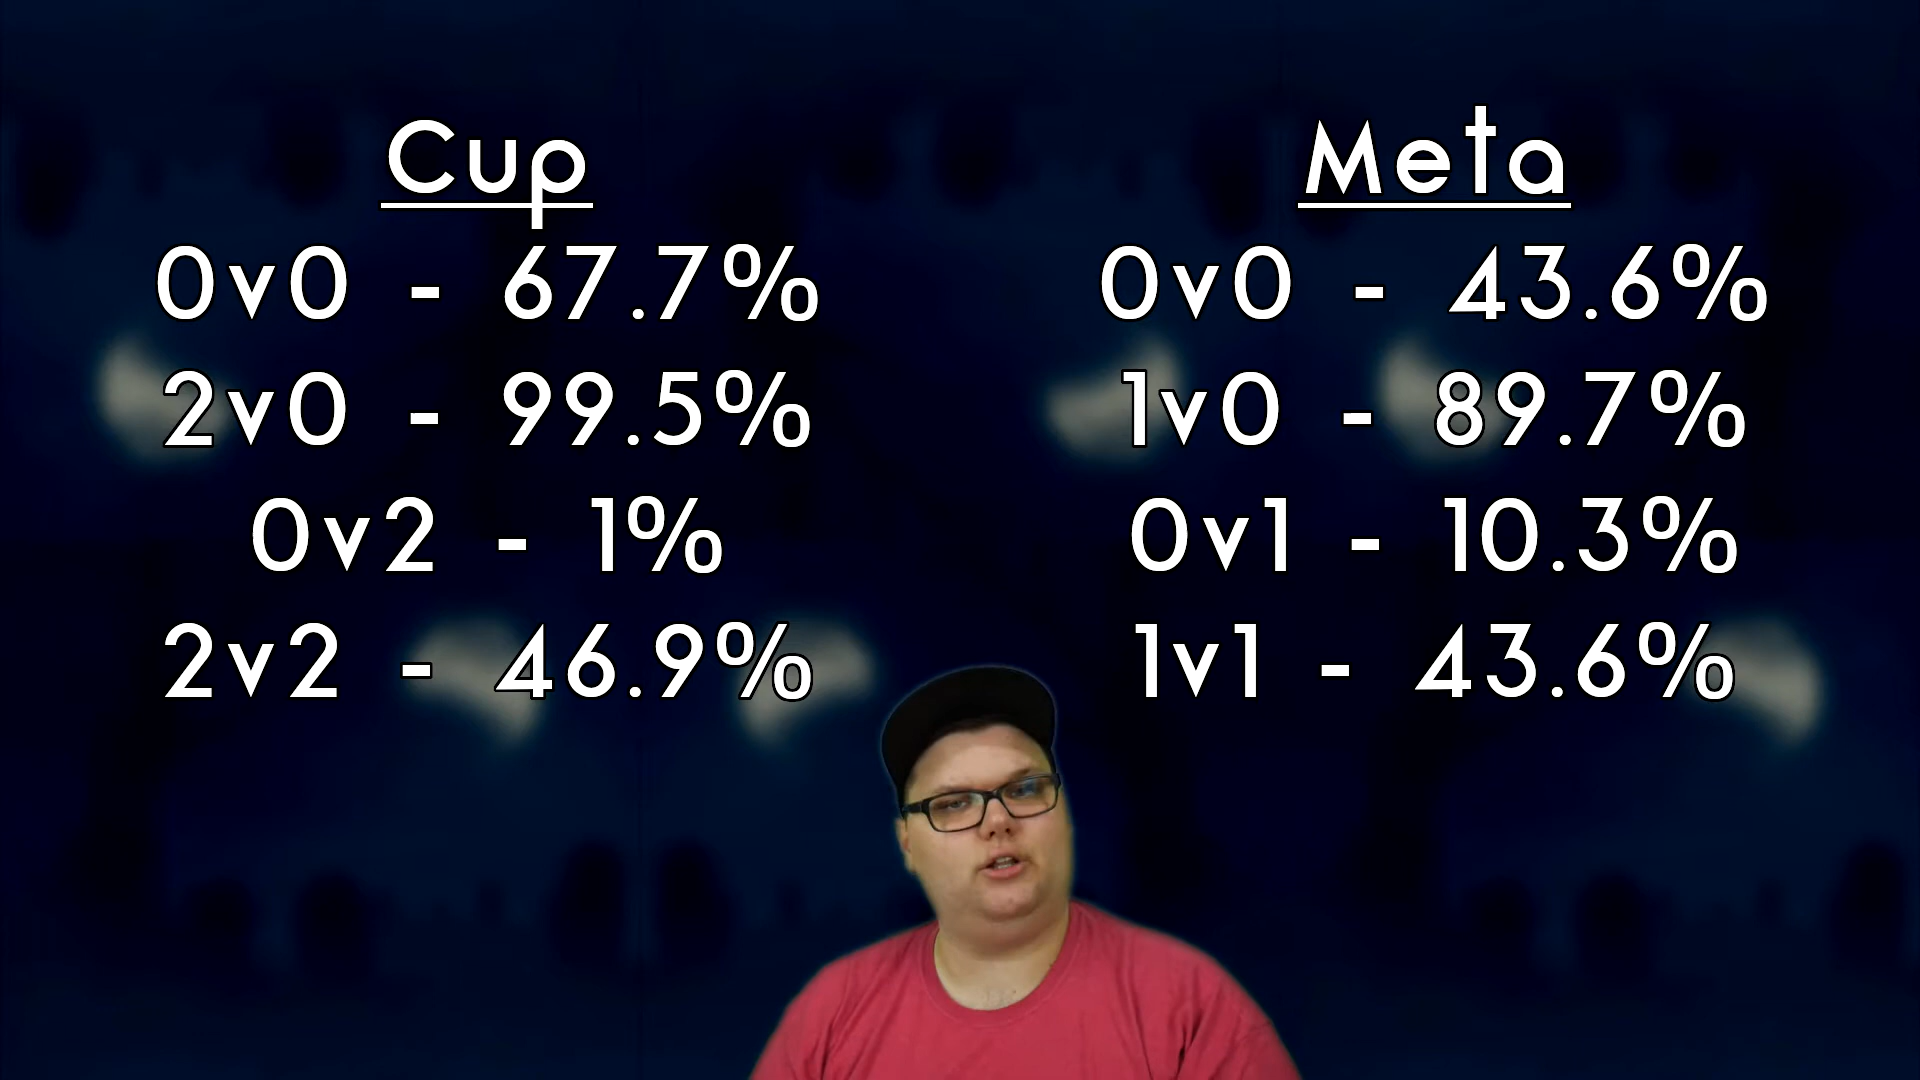 Cup
0v0 - 67.7%
2v0 - 99.5%
0v2 - 1%
2v2 - 46.9%
Meta
0v0 - 43.6%
1v0 - 89.7%
0v1 - 10.3%
1v1 - 43.6%